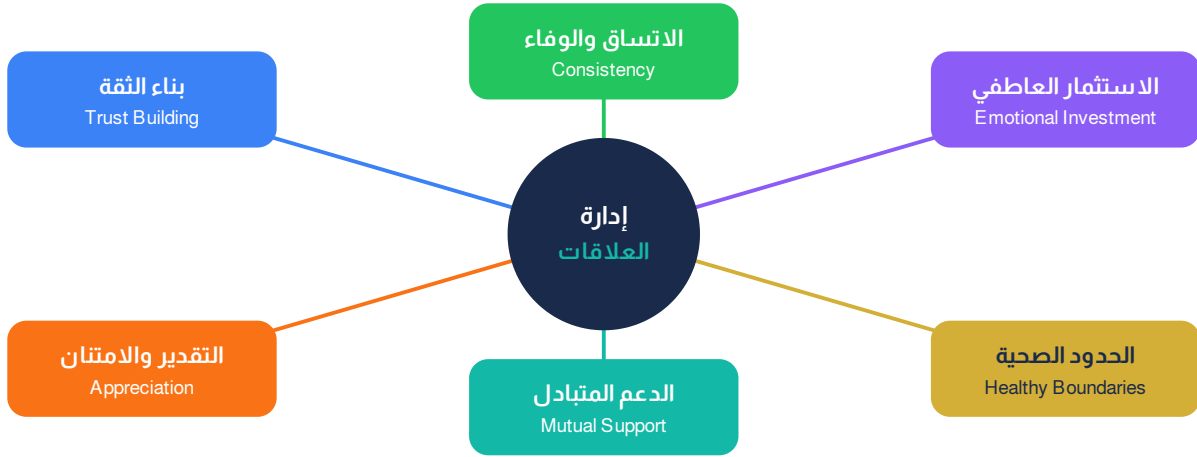 الاتساق والوفاء
Consistency
الاستثمار العاطفي
Emotional Investment
بناء الثقة
Trust Building
إدارة
العلاقات
الحدود الصحية
Healthy Boundaries
التقدير والامتنان
Appreciation
الدعم المتبادل
Mutual Support